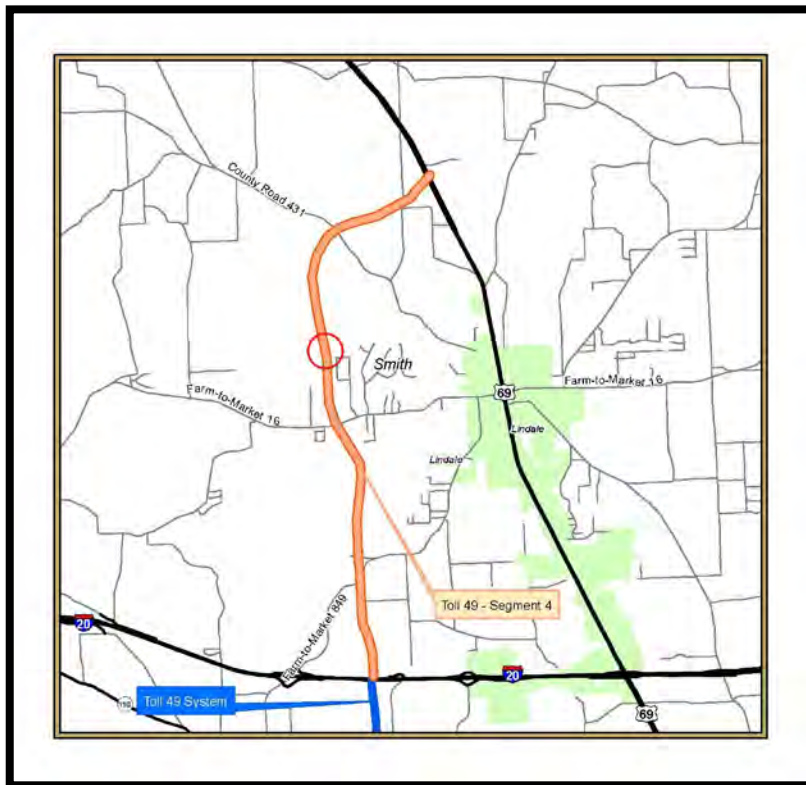 County Road 431
Smith
Farm-to-Market 16
Farm-to-Market 16
69
Lindale
Lindale
Toll 49 - Segment 4
Farm-to-Market 849
20
20
Toll 49 System
110
69